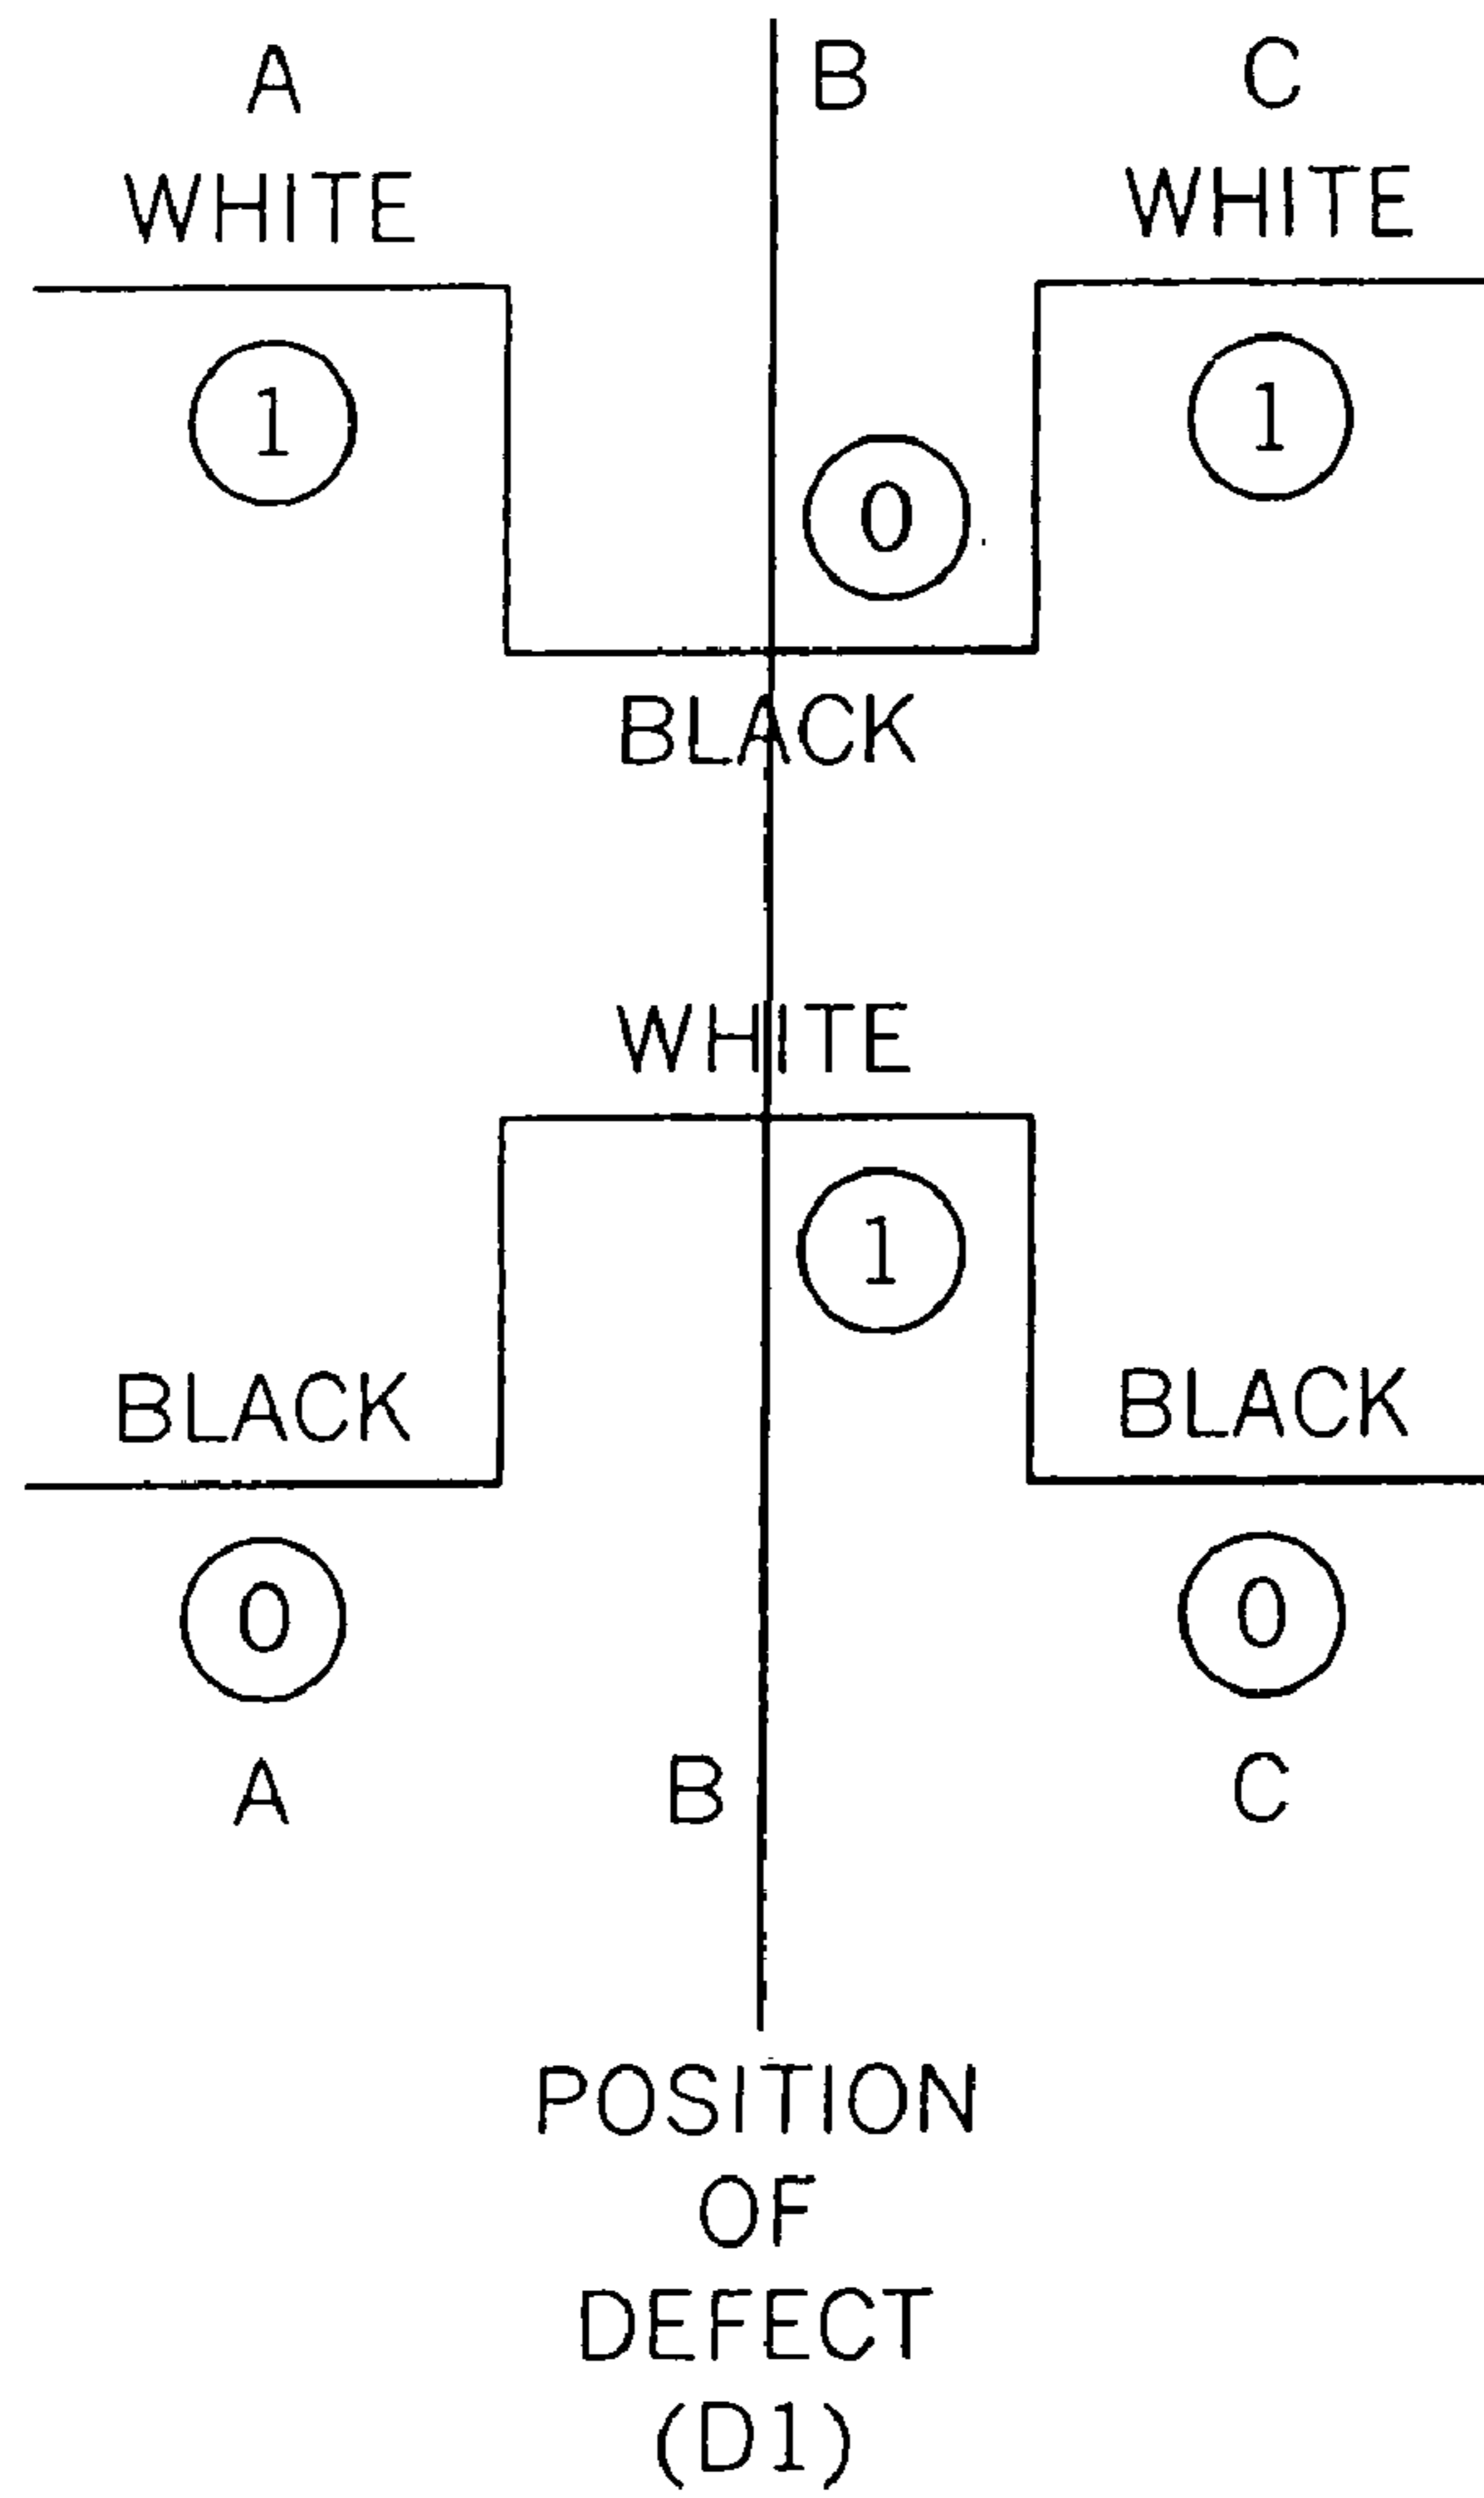 A B C
WHITE WHITE
1 1
0
BLACK
WHITE
1
BLACK BLACK
0 0
A B C
POSITION
OF
DEFECT
(D1)